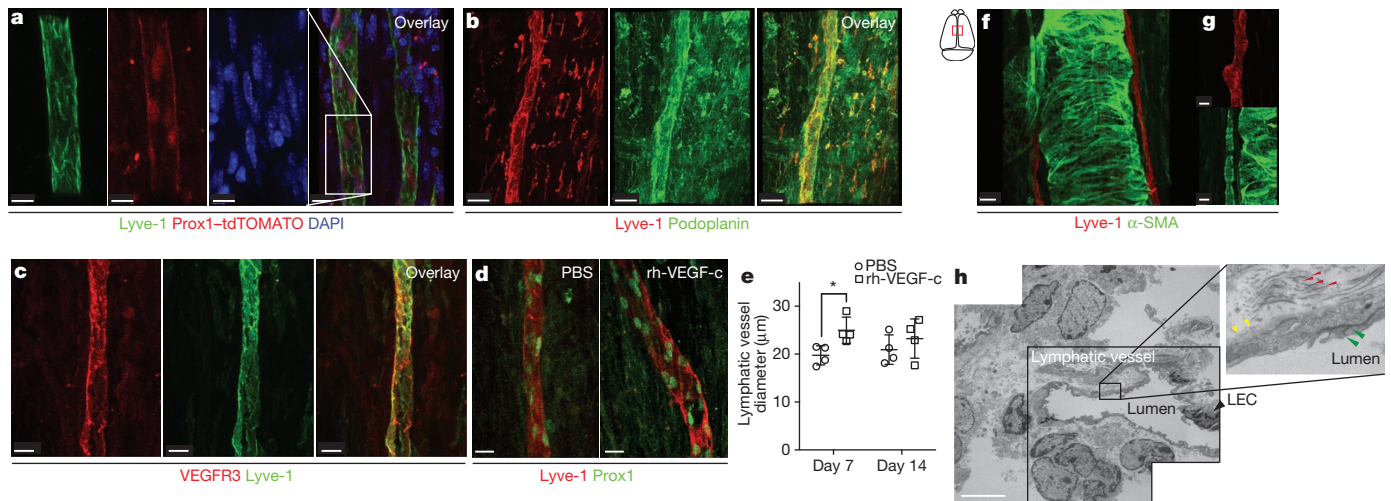 a
Overlay
Lyve-1 Prox1–tdTOMATO DAPI
b
Overlay
Lyve-1 Podoplanin
f
g
Lyve-1 α-SMA
c
Overlay
VEGFR3 Lyve-1
d
PBS
rh-VEGF-c
Lyve-1 Prox1
e
PBS
rh-VEGF-c
*
Lymphatic vessel
diameter (μm)
30
20
10
0
Day 7
Day 14
h
Lymphatic vessel
Lumen
LEC
Lumen